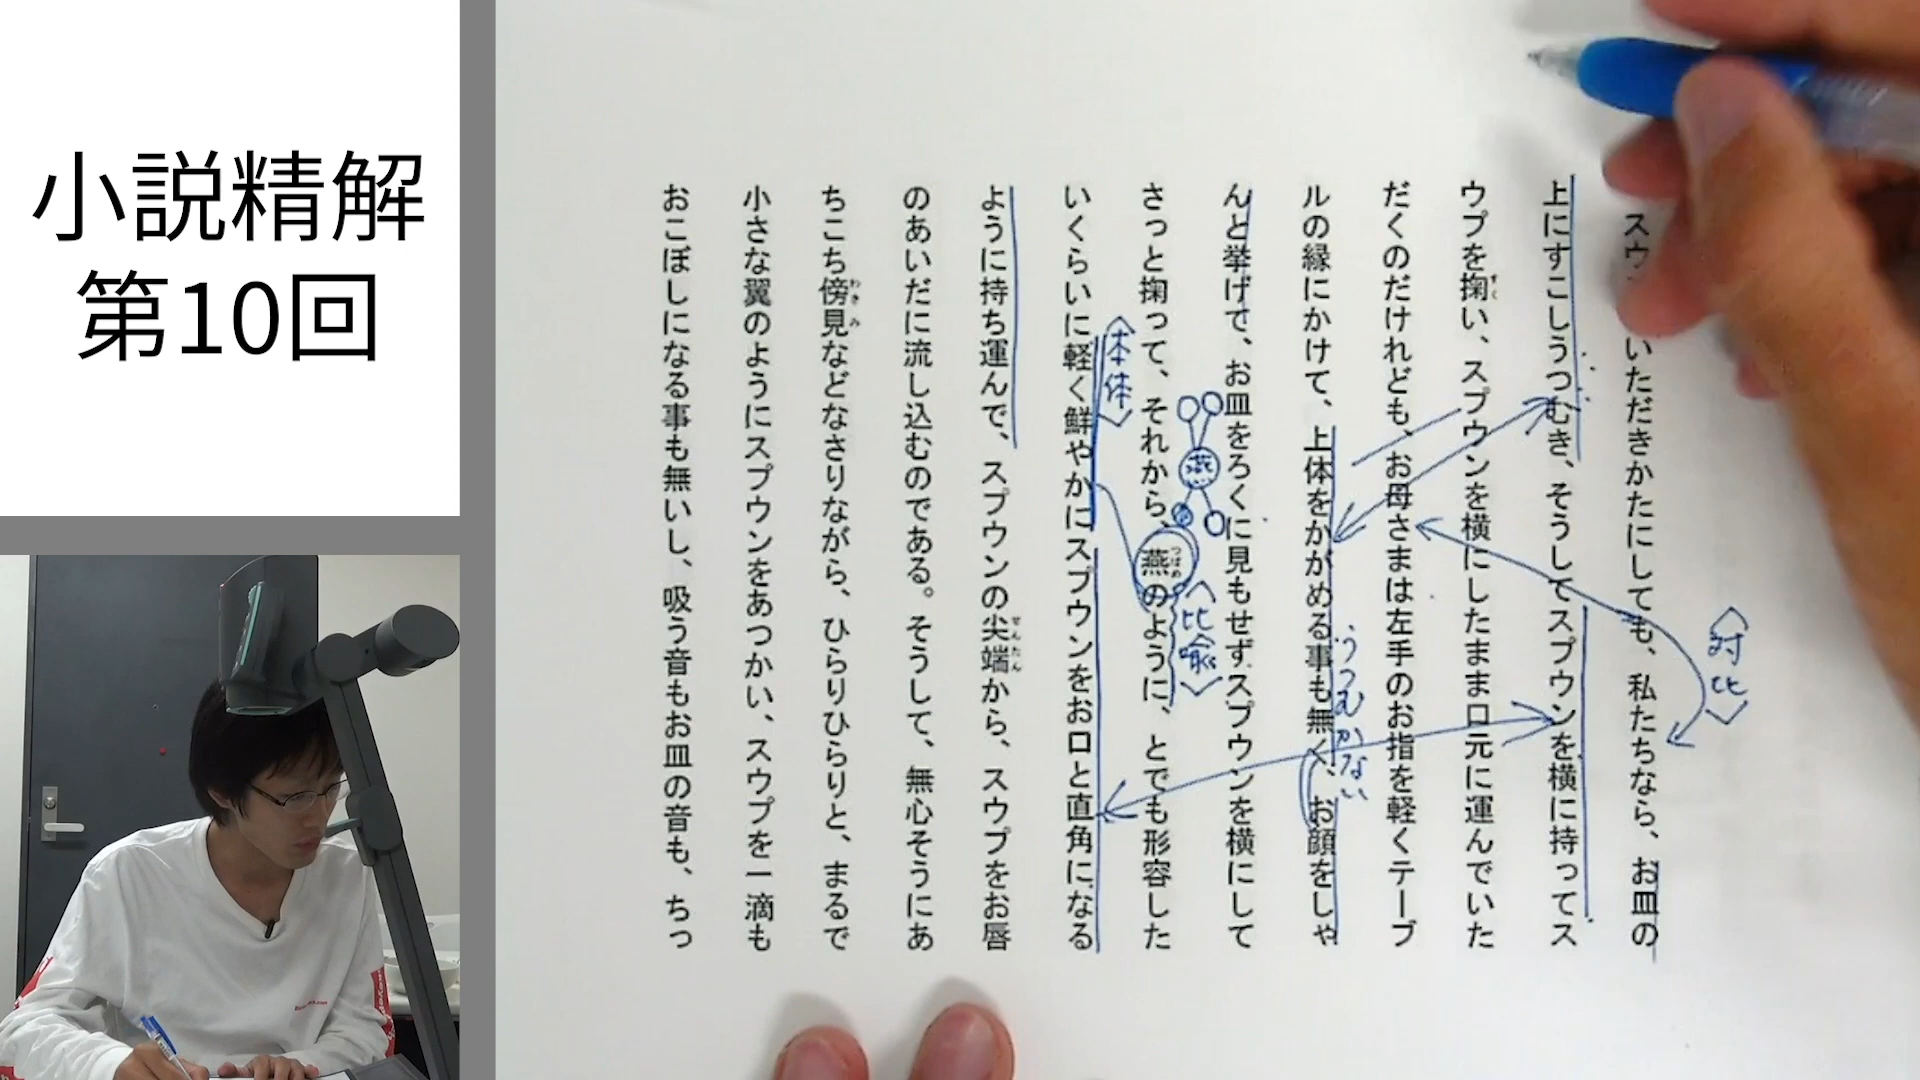 小説精解
第10回
スウ
いただきかたにしても、私たちなら、お皿の
上にすこしうつむき、そうしてスプウンを横に持ってス
ウプを掬い、スプウンを横にしたまま口元に運んでいた
すく
だくのだけれども、お母さまは左手のお指を軽くテーブ
ルの縁にかけて、上体をかがめる事も無く、お顔をしゃ
んと挙げて、お皿をろくに見もせずスプウンを横にして
さっと掬って、それから、燕のように、とでも形容した
つばめ
いくらいに軽く鮮やかにスプウンをお口と直角になる
ように持ち運んで、スプウンの尖端から、スウプをお唇
せんたん
のあいだに流し込むのである。そうして、無心そうにあ
ちこち傍見などなさりながら、ひらりひらりと、まるで
わきみ
小さな翼のようにスプウンをあつかい、スウプを一滴も
おこぼしになる事も無いし、吸う音もお皿の音も、ちっ
〈対比〉
うつむかない
〈比喩〉
燕
〈本体〉